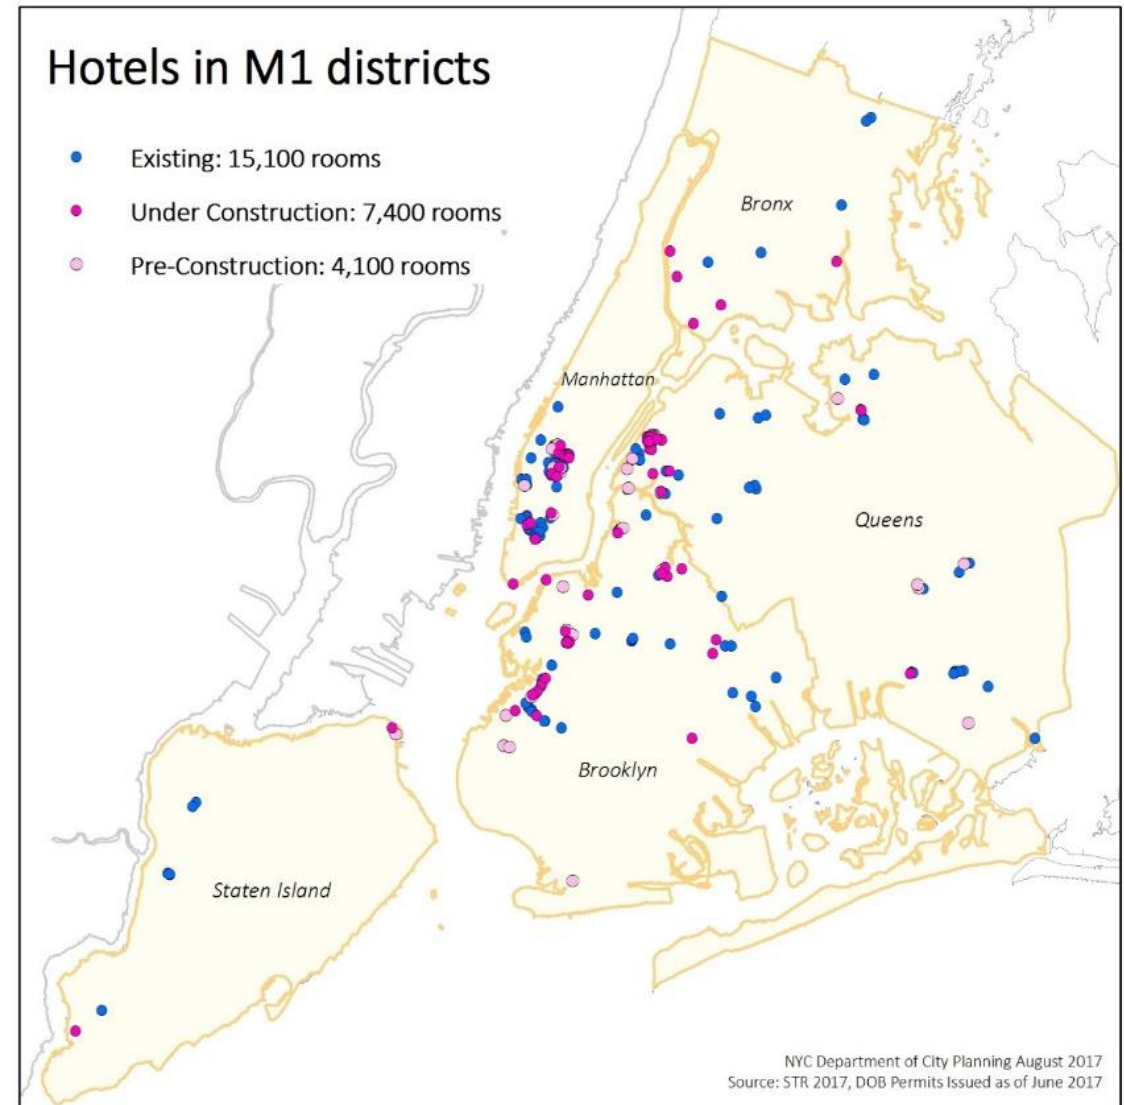 Hotels in M1 districts
Existing: 15,100 rooms
Under Construction: 7,400 rooms
Pre-Construction: 4,100 rooms
Bronx
Manhattan
Queens
Brooklyn
Staten Island
NYC Department of City Planning August 2017
Source: STR 2017, DOB Permits Issued as of June 2017